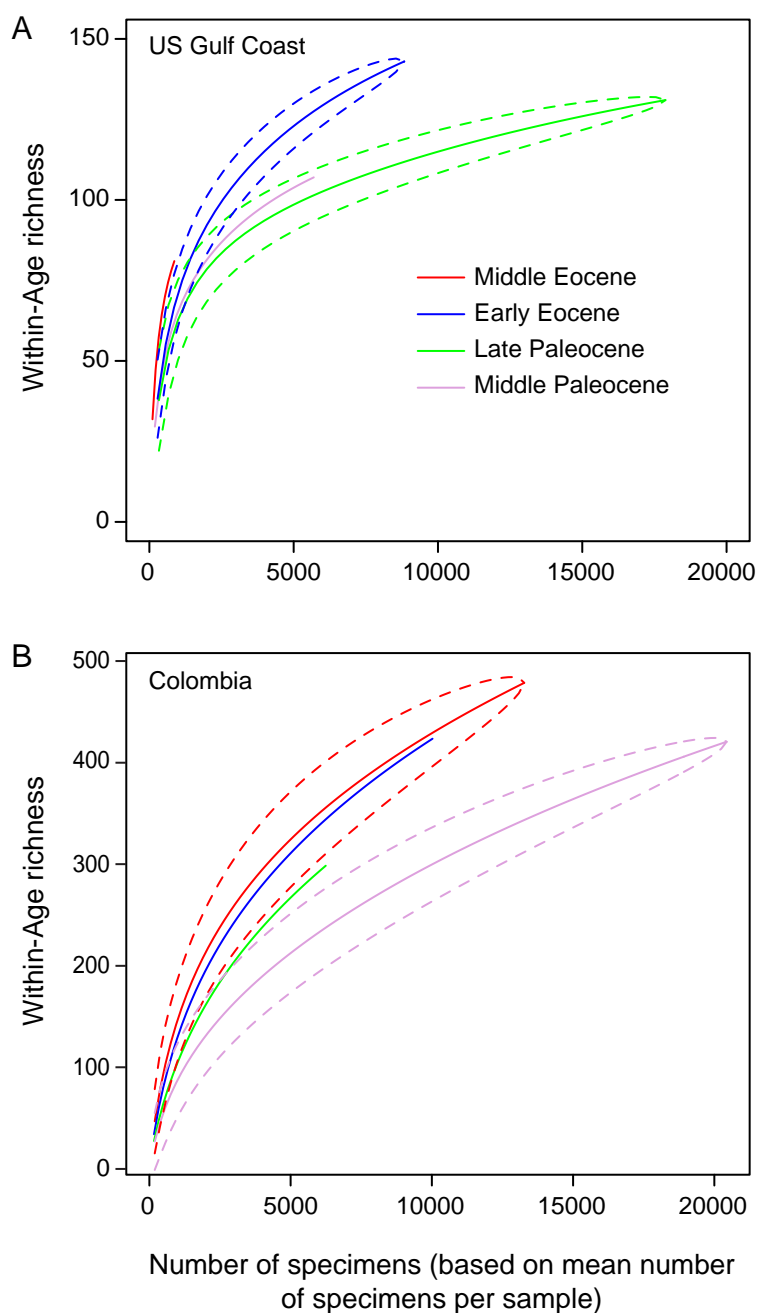 A
US Gulf Coast
Within-Age richness
150
100
50
0
Middle Eocene
Early Eocene
Late Paleocene
Middle Paleocene
0 5000 10000 15000 20000
B
Colombia
Within-Age richness
500
400
300
200
100
0
0 5000 10000 15000 20000
Number of specimens (based on mean number
of specimens per sample)